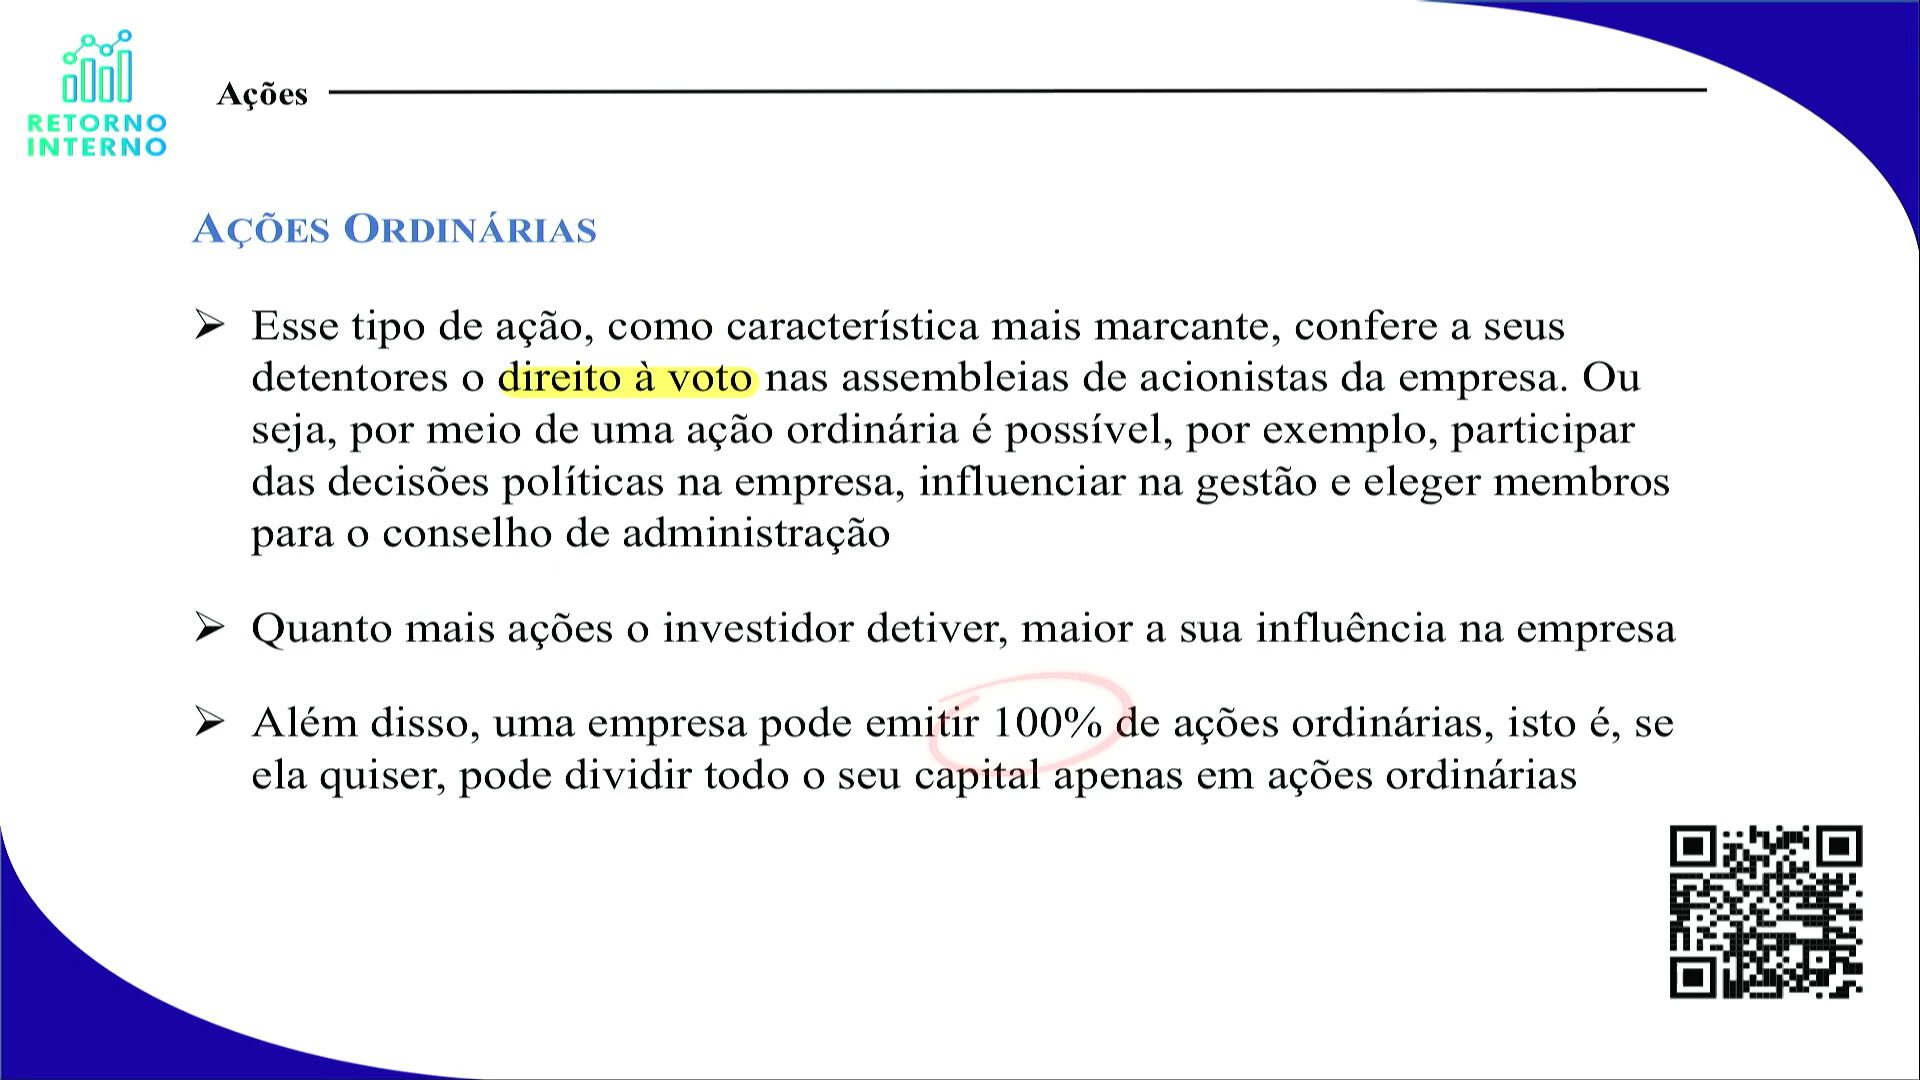 RETORNO
INTERNO
Ações
AÇÕES ORDINÁRIAS
➢ Esse tipo de ação, como característica mais marcante, confere a seus
detentores o direito à voto nas assembleias de acionistas da empresa. Ou
seja, por meio de uma ação ordinária é possível, por exemplo, participar
das decisões políticas na empresa, influenciar na gestão e eleger membros
para o conselho de administração
➢ Quanto mais ações o investidor detiver, maior a sua influência na empresa
➢ Além disso, uma empresa pode emitir 100% de ações ordinárias, isto é, se
ela quiser, pode dividir todo o seu capital apenas em ações ordinárias